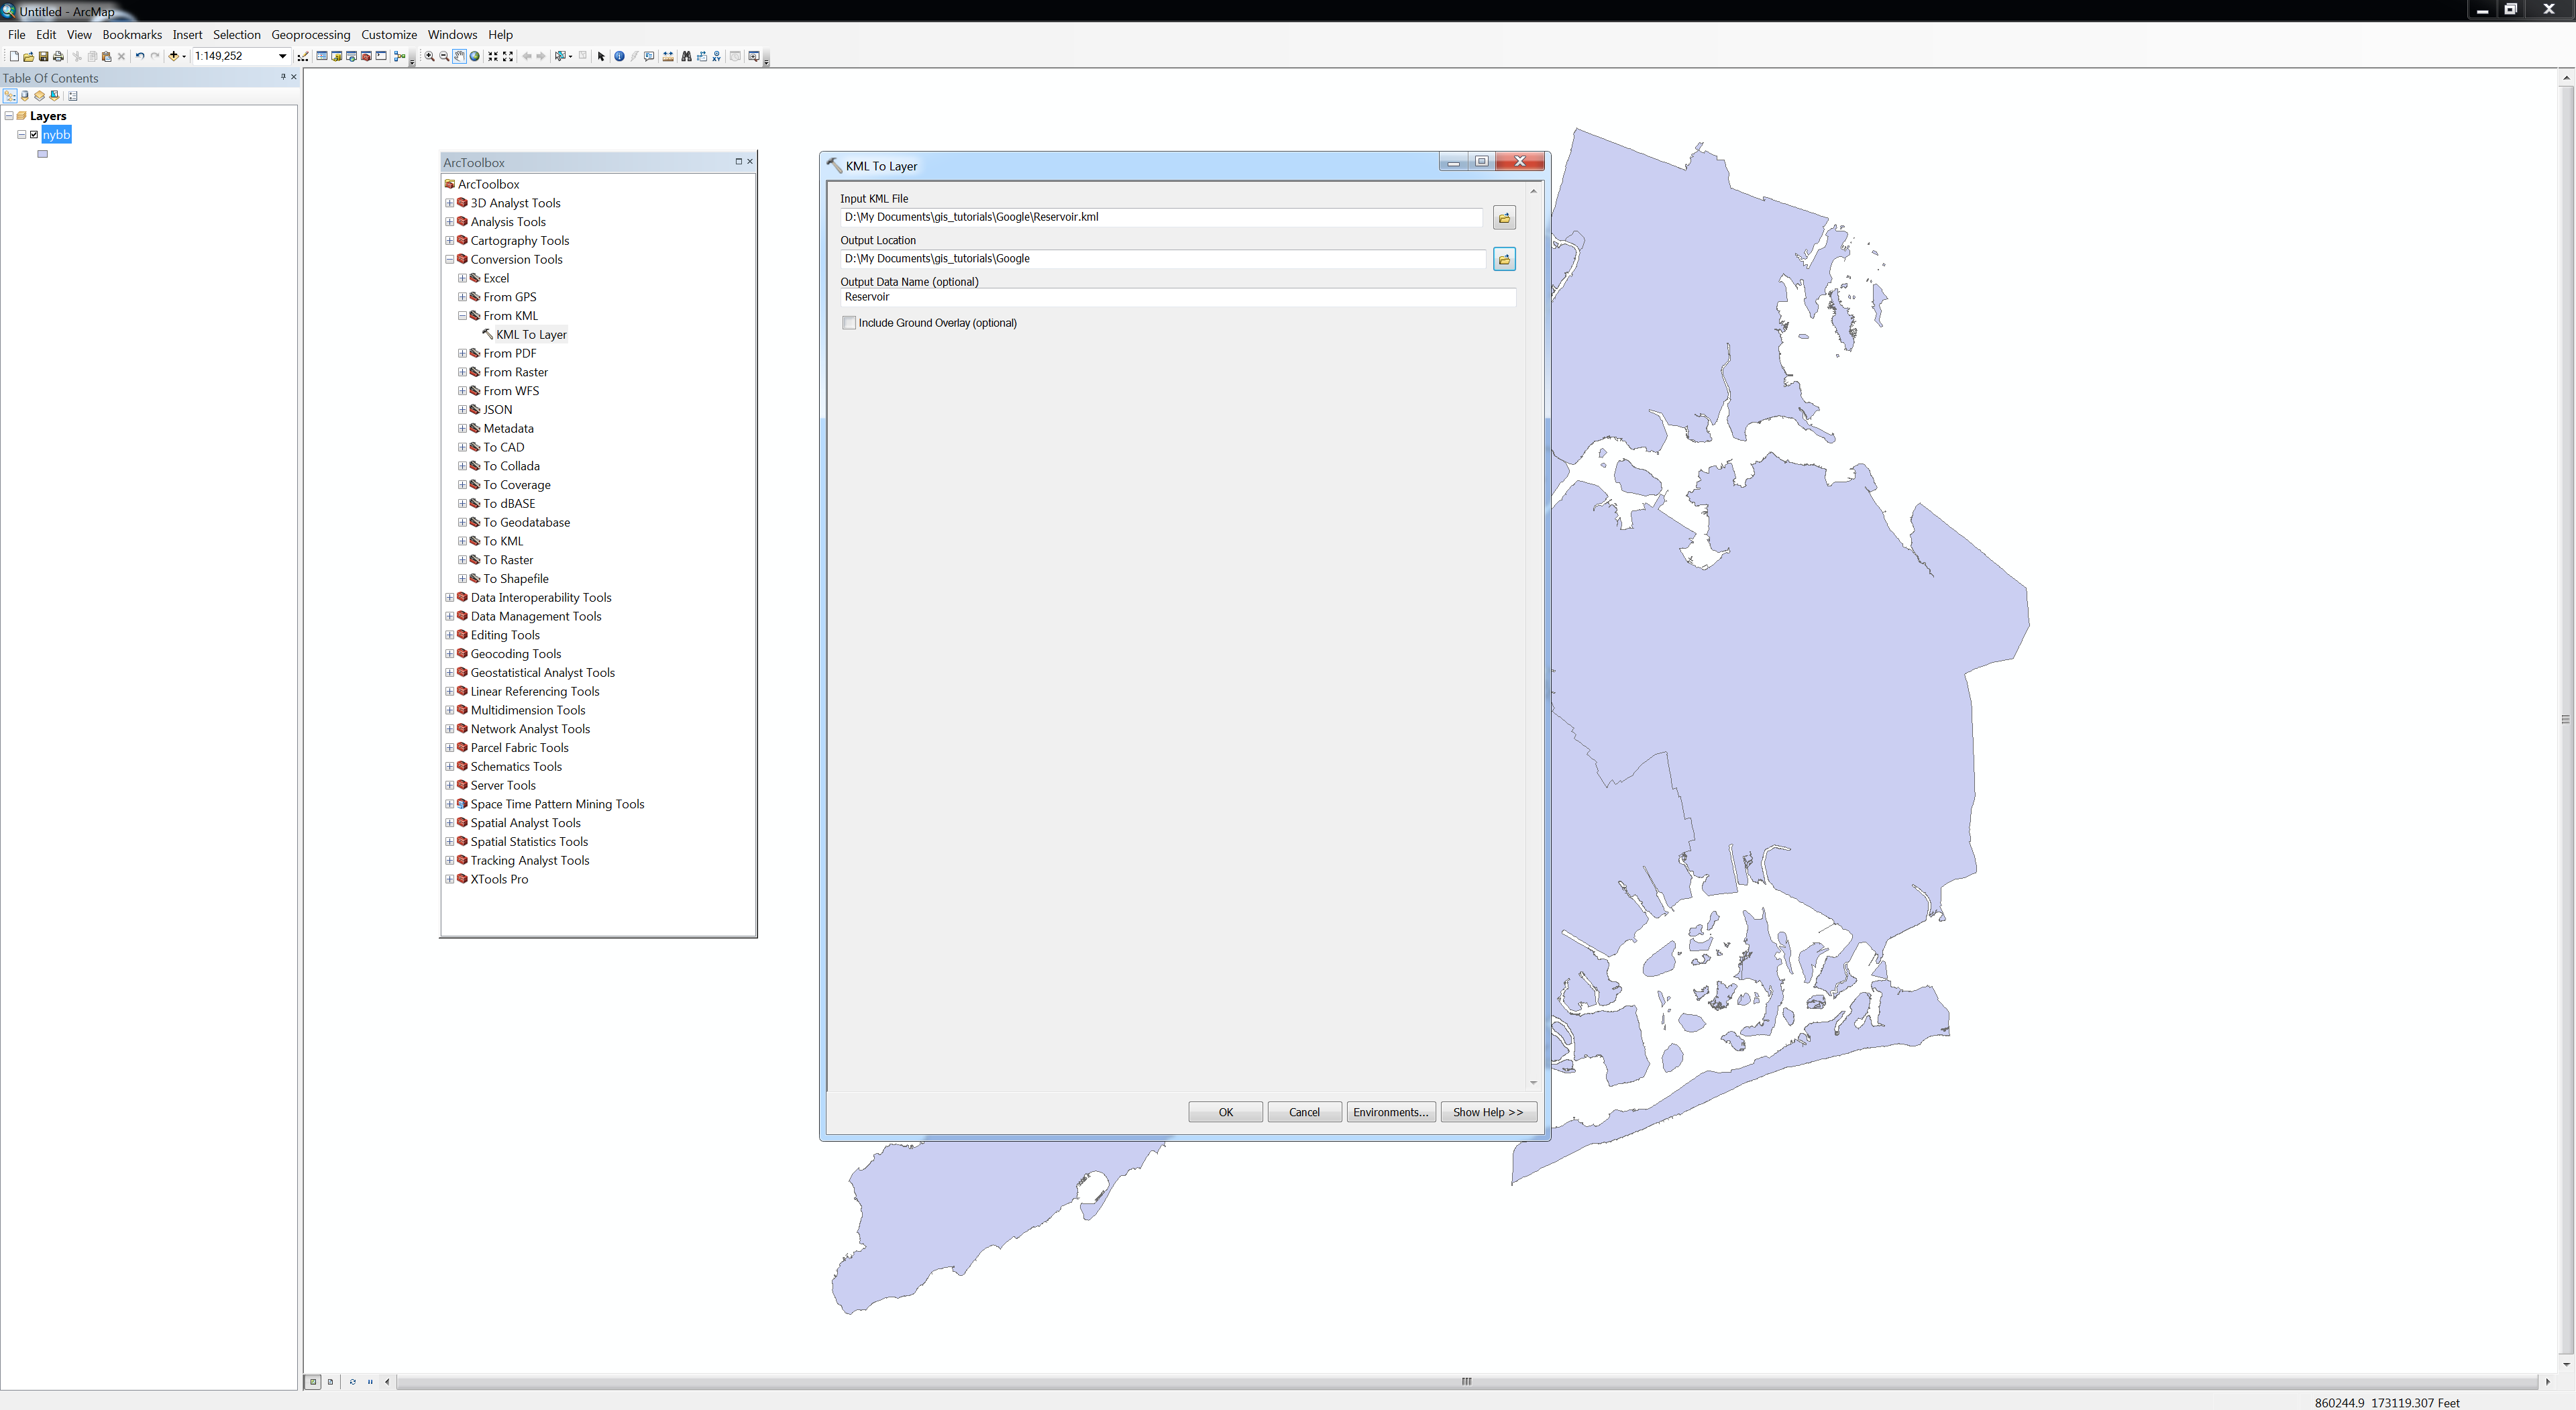 Untitled - ArcMap
File Edit View Bookmarks Insert Selection Geoprocessing Customize Windows Help
1:149,252
Table Of Contents
Layers
nybb
ArcToolbox
ArcToolbox
3D Analyst Tools
Analysis Tools
Cartography Tools
Conversion Tools
Excel
From GPS
From KML
KML To Layer
From PDF
From Raster
From WFS
JSON
Metadata
To CAD
To Collada
To Coverage
To dBASE
To Geodatabase
To KML
To Raster
To Shapefile
Data Interoperability Tools
Data Management Tools
Editing Tools
Geocoding Tools
Geostatistical Analyst Tools
Linear Referencing Tools
Multidimension Tools
Network Analyst Tools
Parcel Fabric Tools
Schematics Tools
Server Tools
Space Time Pattern Mining Tools
Spatial Analyst Tools
Spatial Statistics Tools
Tracking Analyst Tools
XTools Pro
KML To Layer
Input KML File
D:\My Documents\gis_tutorials\Google\Reservoir.kml
Output Location
D:\My Documents\gis_tutorials\Google
Output Data Name (optional)
Reservoir
Include Ground Overlay (optional)
OK Cancel Environments... Show Help >>
860244.9 173119.307 Feet